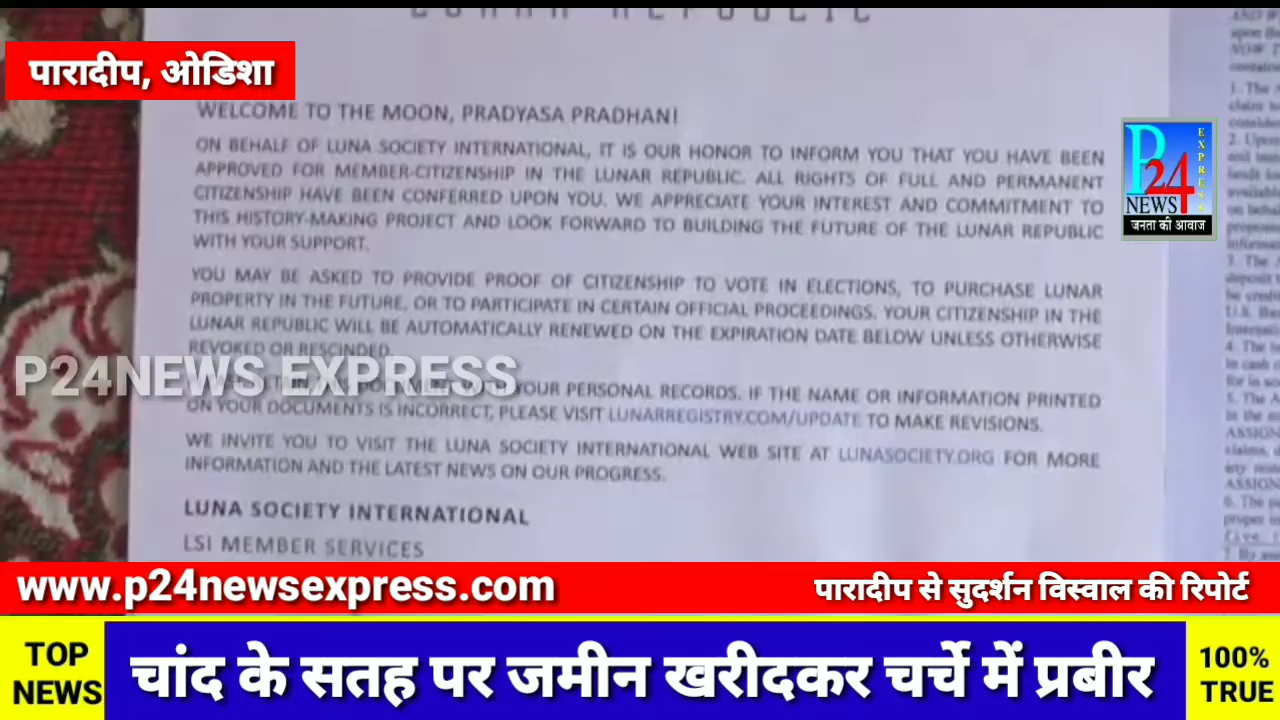 LUNAR REPUBLIC
पारादीप, ओडिशा
WELCOME TO THE MOON, PRADYASA PRADHAN!
ON BEHALF OF LUNA SOCIETY INTERNATIONAL, IT IS OUR HONOR TO INFORM YOU THAT YOU HAVE BEEN
APPROVED FOR MEMBER-CITIZENSHIP IN THE LUNAR REPUBLIC. ALL RIGHTS OF FULL AND PERMANENT
CITIZENSHIP HAVE BEEN CONFERRED UPON YOU. WE APPRECIATE YOUR INTEREST AND COMMITMENT TO
THIS HISTORY-MAKING PROJECT AND LOOK FORWARD TO BUILDING THE FUTURE OF THE LUNAR REPUBLIC
WITH YOUR SUPPORT.
YOU MAY BE ASKED TO PROVIDE PROOF OF CITIZENSHIP TO VOTE IN ELECTIONS, TO PURCHASE LUNAR
PROPERTY IN THE FUTURE, OR TO PARTICIPATE IN CERTAIN OFFICIAL PROCEEDINGS. YOUR CITIZENSHIP IN THE
LUNAR REPUBLIC WILL BE AUTOMATICALLY RENEWED ON THE EXPIRATION DATE BELOW UNLESS OTHERWISE
REVOKED OR RESCINDED.
P24NEWS EXPRESS
YOUR PERSONAL RECORDS. IF THE NAME OR INFORMATION PRINTED
ON YOUR DOCUMENTS IS INCORRECT, PLEASE VISIT LUNARREGISTRY.COM/UPDATE TO MAKE REVISIONS.
WE INVITE YOU TO VISIT THE LUNA SOCIETY INTERNATIONAL WEB SITE AT LUNASOCIETY.ORG FOR MORE
INFORMATION AND THE LATEST NEWS ON OUR PROGRESS.
LUNA SOCIETY INTERNATIONAL
LSI MEMBER SERVICES
P24
NEWS
EXPRESS
जनता की आवाज
www.p24newsexpress.com
पारादीप से सुदर्शन विस्वाल की रिपोर्ट
TOP
NEWS
चांद के सतह पर जमीन खरीदकर चर्चे में प्रबीर
100%
TRUE